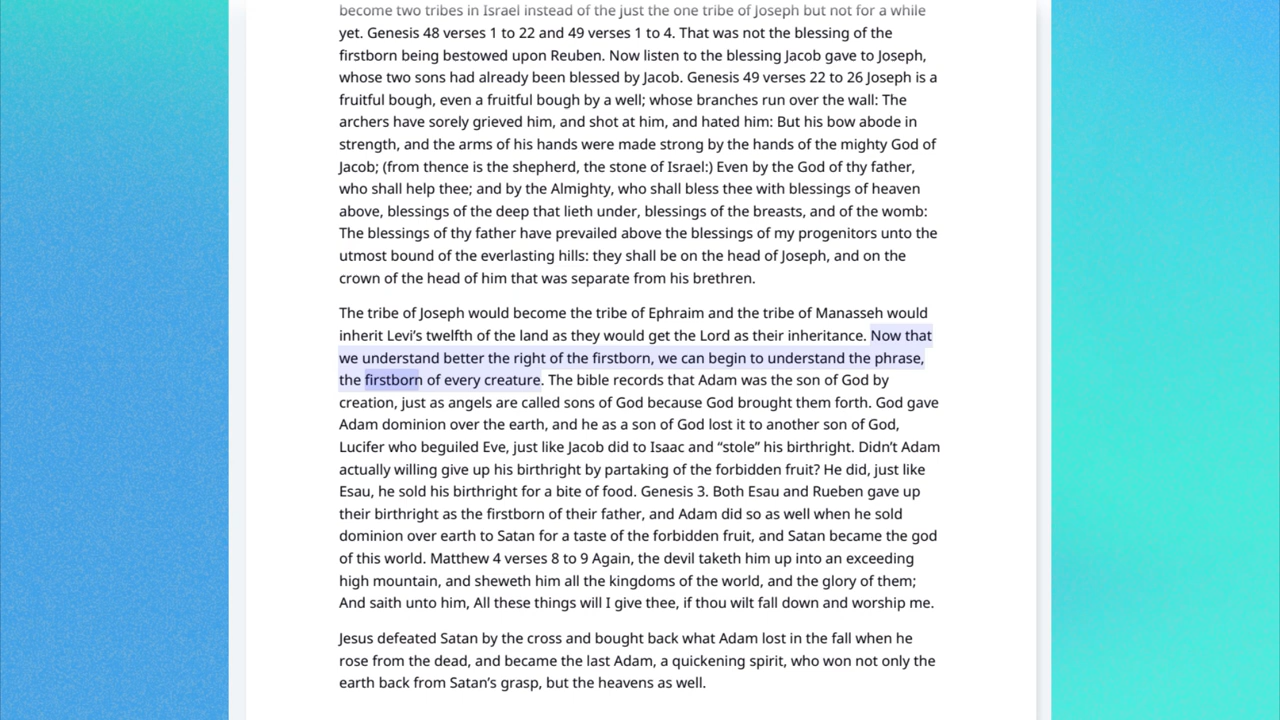 become two tribes in Israel instead of the just the one tribe of Joseph but not for a while
yet. Genesis 48 verses 1 to 22 and 49 verses 1 to 4. That was not the blessing of the
firstborn being bestowed upon Reuben. Now listen to the blessing Jacob gave to Joseph,
whose two sons had already been blessed by Jacob. Genesis 49 verses 22 to 26 Joseph is a
fruitful bough, even a fruitful bough by a well; whose branches run over the wall: The
archers have sorely grieved him, and shot at him, and hated him: But his bow abode in
strength, and the arms of his hands were made strong by the hands of the mighty God of
Jacob; (from thence is the shepherd, the stone of Israel:) Even by the God of thy father,
who shall help thee; and by the Almighty, who shall bless thee with blessings of heaven
above, blessings of the deep that lieth under, blessings of the breasts, and of the womb:
The blessings of thy father have prevailed above the blessings of my progenitors unto the
utmost bound of the everlasting hills: they shall be on the head of Joseph, and on the
crown of the head of him that was separate from his brethren.
The tribe of Joseph would become the tribe of Ephraim and the tribe of Manasseh would
inherit Levi’s twelfth of the land as they would get the Lord as their inheritance. Now that
we understand better the right of the firstborn, we can begin to understand the phrase,
the firstborn of every creature. The bible records that Adam was the son of God by
creation, just as angels are called sons of God because God brought them forth. God gave
Adam dominion over the earth, and he as a son of God lost it to another son of God,
Lucifer who beguiled Eve, just like Jacob did to Isaac and “stole” his birthright. Didn’t Adam
actually willing give up his birthright by partaking of the forbidden fruit? He did, just like
Esau, he sold his birthright for a bite of food. Genesis 3. Both Esau and Rueben gave up
their birthright as the firstborn of their father, and Adam did so as well when he sold
dominion over earth to Satan for a taste of the forbidden fruit, and Satan became the god
of this world. Matthew 4 verses 8 to 9 Again, the devil taketh him up into an exceeding
high mountain, and sheweth him all the kingdoms of the world, and the glory of them;
And saith unto him, All these things will I give thee, if thou wilt fall down and worship me.
Jesus defeated Satan by the cross and bought back what Adam lost in the fall when he
rose from the dead, and became the last Adam, a quickening spirit, who won not only the
earth back from Satan’s grasp, but the heavens as well.